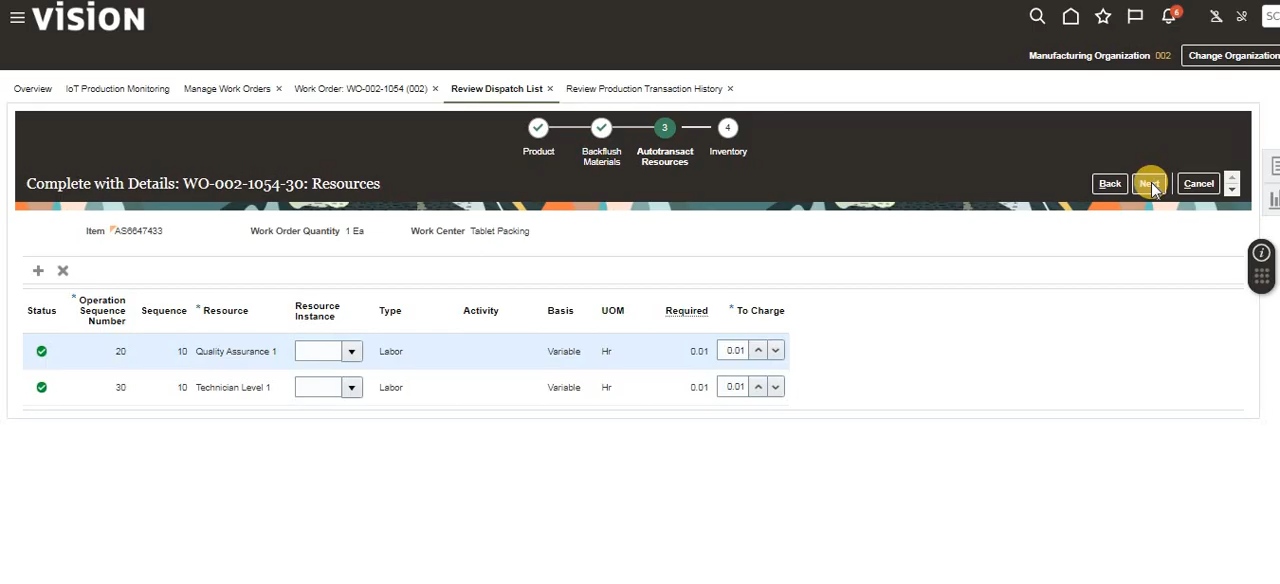 vision
6
SC
Manufacturing Organization 002
Change Organization
Overview
IoT Production Monitoring
Manage Work Orders ×
Work Order: WO-002-1054 (002) ×
Review Dispatch List ×
Review Production Transaction History ×
3
4
Product
Backflush
Materials
Autotransact
Resources
Inventory
Complete with Details: WO-002-1054-30: Resources
Back
Next
Cancel
Item AS6647433
Work Order Quantity 1 Ea
Work Center Tablet Packing
Status
* Operation
Sequence
Number
Sequence
* Resource
Resource
Instance
Type
Activity
Basis
UOM
Required
* To Charge
20 10 Quality Assurance 1 Labor Variable Hr 0.01 0.01
30 10 Technician Level 1 Labor Variable Hr 0.01 0.01